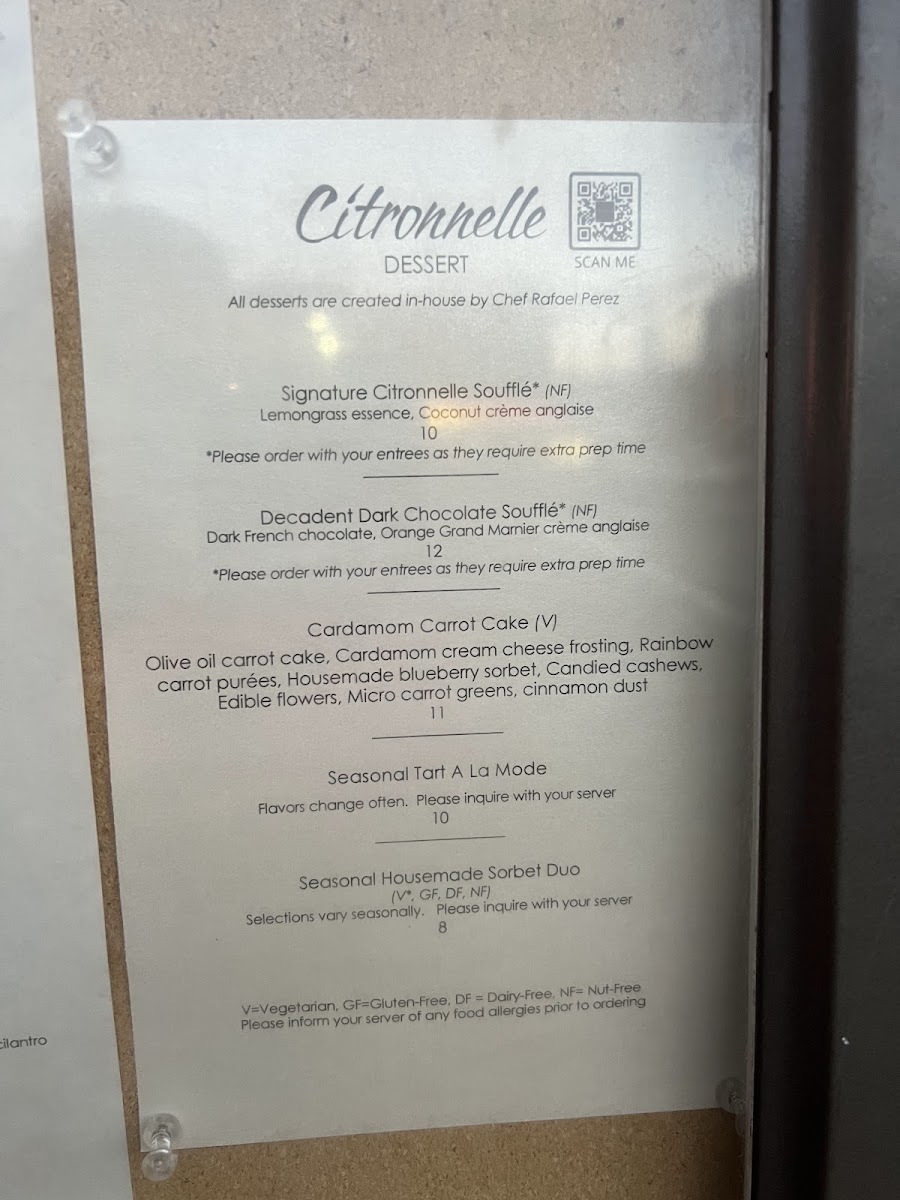 Citronnelle
DESSERT
SCAN ME
All desserts are created in-house by Chef Rafael Perez
Signature Citronnelle Soufflé* (NF)
Lemongrass essence, Coconut crème anglaise
10
*Please order with your entrees as they require extra prep time
Decadent Dark Chocolate Soufflé* (NF)
Dark French chocolate, Orange Grand Marnier crème anglaise
12
*Please order with your entrees as they require extra prep time
Cardamom Carrot Cake (V)
Olive oil carrot cake, Cardamom cream cheese frosting, Rainbow
carrot purées, Housemade blueberry sorbet, Candied cashews,
Edible flowers, Micro carrot greens, cinnamon dust
11
Seasonal Tart A La Mode
Flavors change often. Please inquire with your server
10
Seasonal Housemade Sorbet Duo
(V*, GF, DF, NF)
Selections vary seasonally. Please inquire with your server
8
V=Vegetarian, GF=Gluten-Free, DF = Dairy-Free, NF= Nut-Free
Please inform your server of any food allergies prior to ordering
cilantro